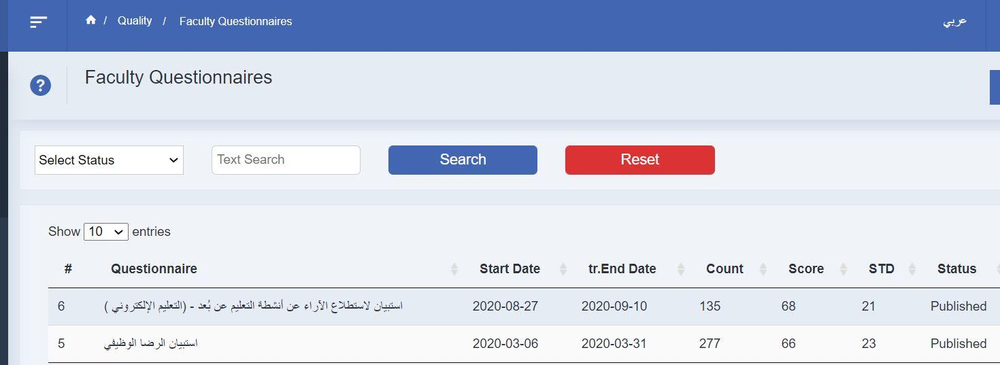 / Quality / Faculty Questionnaires عربي
? Faculty Questionnaires
Select Status Text Search Search Reset
Show 10 entries
# Questionnaire Start Date tr.End Date Count Score STD Status
6 استبيان لاستطلاع الآراء عن أنشطة التعليم عن بُعد - (التعليم الإلكتروني ) 2020-08-27 2020-09-10 135 68 21 Published
5 استبيان الرضا الوظيفي 2020-03-06 2020-03-31 277 66 23 Published